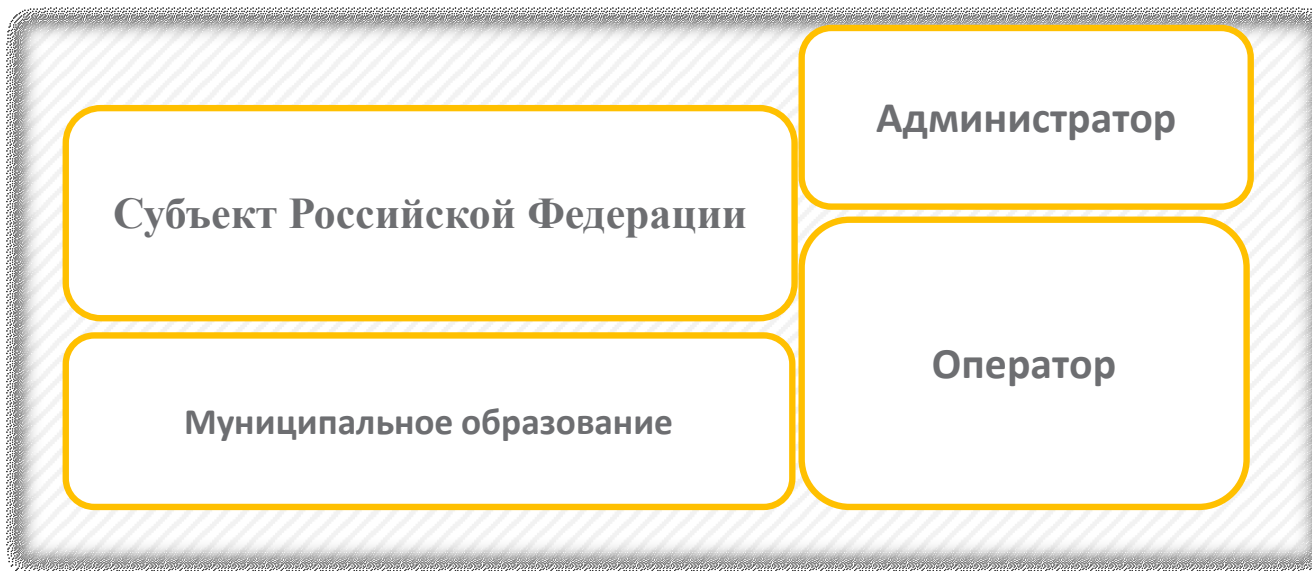 Администратор
Субъект Российской Федерации
Оператор
Муниципальное образование